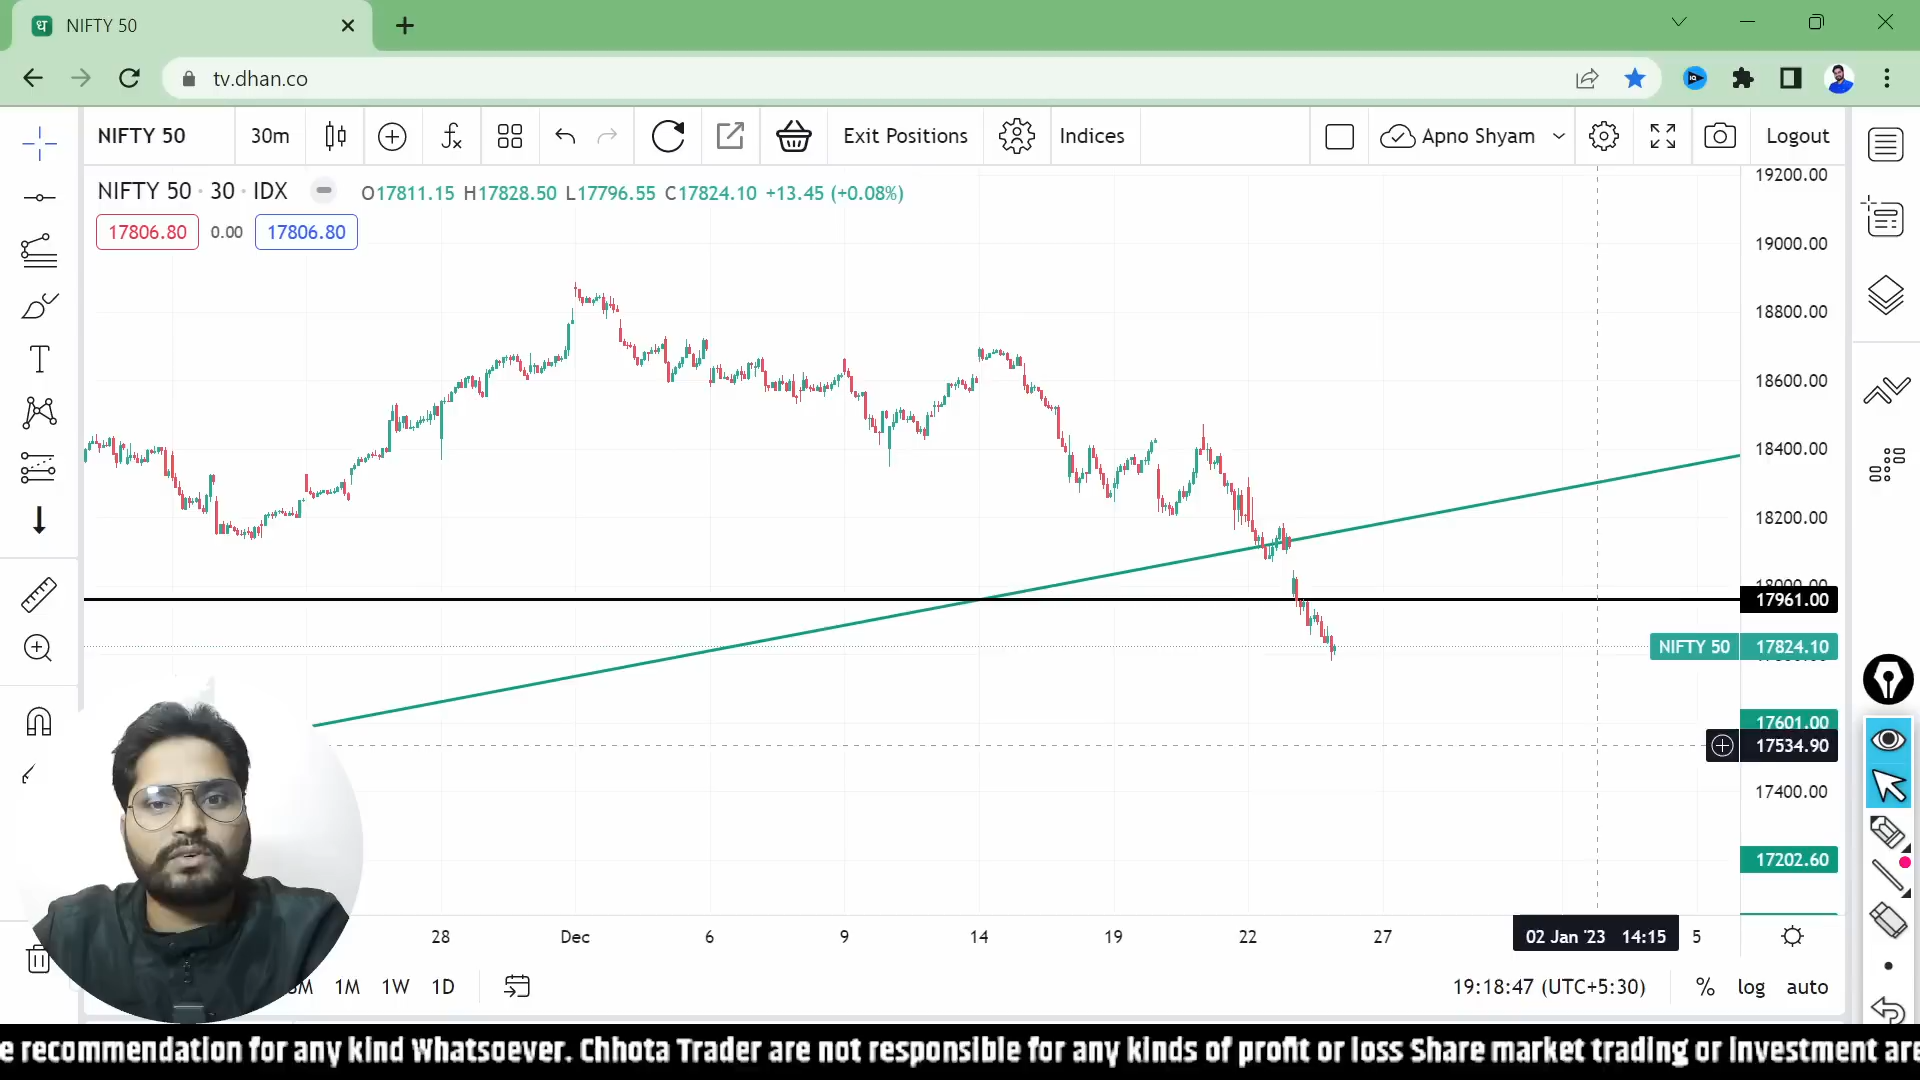 NIFTY 50
tv.dhan.co
NIFTY 50
30m
Exit Positions
Indices
Apno Shyam
Logout
NIFTY 50 · 30 · IDX
O17811.15 H17828.50 L17796.55 C17824.10 +13.45 (+0.08%)
17806.80
0.00
17806.80
19200.00
19000.00
18800.00
18600.00
18400.00
18200.00
18000.00
17961.00
NIFTY 50
17824.10
17601.00
17534.90
17400.00
17202.60
28
Dec
6
9
14
19
22
27
02 Jan '23 14:15
5
1M
1W
1D
19:18:47 (UTC+5:30)
%
log
auto
recommendation for any kind Whatsoever. Chhota Trader are not responsible for any kinds of profit or loss Share market trading or investment are